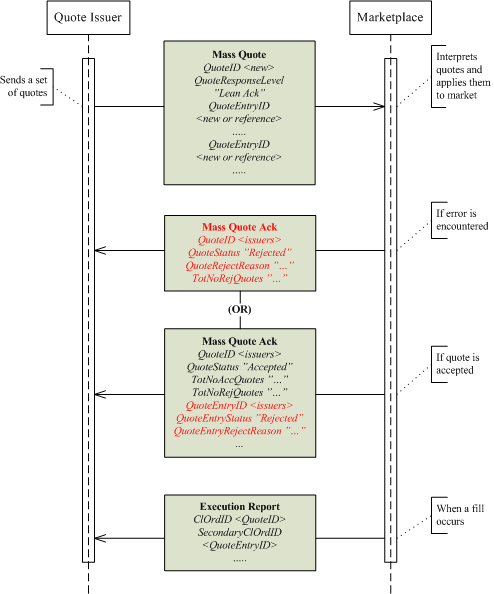 Quote Issuer
Marketplace
Sends a set
of quotes
Mass Quote
QuoteID <new>
QuoteResponseLevel
"Lean Ack"
QuoteEntryID
<new or reference>
.....
QuoteEntryID
<new or reference>
.....
Interprets
quotes and
applies them
to market
Mass Quote Ack
QuoteID <issuers>
QuoteStatus "Rejected"
QuoteRejectReason "..."
TotNoRejQuotes "..."
If error is
encountered
(OR)
Mass Quote Ack
QuoteID <issuers>
QuoteStatus "Accepted"
TotNoAccQuotes "..."
TotNoRejQuotes "..."
QuoteEntryID <issuers>
QuoteEntryStatus "Rejected"
QuoteEntryRejectReason "..."
...
If quote is
accepted
Execution Report
ClOrdID <QuoteID>
SecondaryClOrdID
<QuoteEntryID>
.....
When a fill
occurs